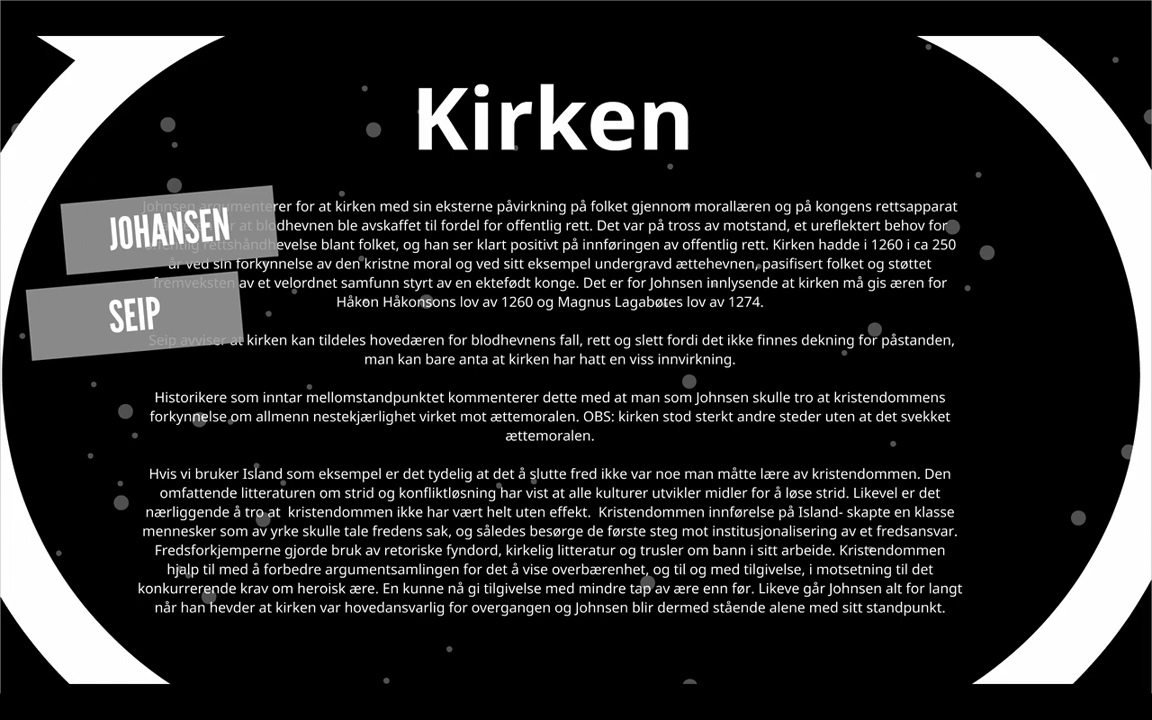 Kirken
JOHANSEN
SEIP
Johnsen argumenterer for at kirken med sin eksterne påvirkning på folket gjennom morallæren og på kongens rettsapparat
at blodhevnen ble avskaffet til fordel for offentlig rett. Det var på tross av motstand, et ureflektert behov for
offentlig rettshåndhevelse blant folket, og han ser klart positivt på innføringen av offentlig rett. Kirken hadde i 1260 i ca 250
år ved sin forkynnelse av den kristne moral og ved sitt eksempel undergravd ættehevnen, pasifisert folket og støttet
fremveksten av et velordnet samfunn styrt av en ektefødt konge. Det er for Johnsen innlysende at kirken må gis æren for
Håkon Håkonsons lov av 1260 og Magnus Lagabøtes lov av 1274.
Seip avviser at kirken kan tildeles hovedæren for blodhevnens fall, rett og slett fordi det ikke finnes dekning for påstanden,
man kan bare anta at kirken har hatt en viss innvirkning.
Historikere som inntar mellomstandpunktet kommenterer dette med at man som Johnsen skulle tro at kristendommens
forkynnelse om allmenn nestekjærlighet virket mot ættemoralen. OBS: kirken stod sterkt andre steder uten at det svekket
ættemoralen.
Hvis vi bruker Island som eksempel er det tydelig at det å slutte fred ikke var noe man måtte lære av kristendommen. Den
omfattende litteraturen om strid og konfliktløsning har vist at alle kulturer utvikler midler for å løse strid. Likevel er det
nærliggende å tro at  kristendommen ikke har vært helt uten effekt.  Kristendommen innførelse på Island- skapte en klasse
mennesker som av yrke skulle tale fredens sak, og således besørge de første steg mot institusjonalisering av et fredsansvar.
Fredsforkjemperne gjorde bruk av retoriske fyndord, kirkelig litteratur og trusler om bann i sitt arbeide. Kristendommen
hjalp til med å forbedre argumentsamlingen for det å vise overbærenhet, og til og med tilgivelse, i motsetning til det
konkurrerende krav om heroisk ære. En kunne nå gi tilgivelse med mindre tap av ære enn før. Likeve går Johnsen alt for langt
når han hevder at kirken var hovedansvarlig for overgangen og Johnsen blir dermed stående alene med sitt standpunkt.